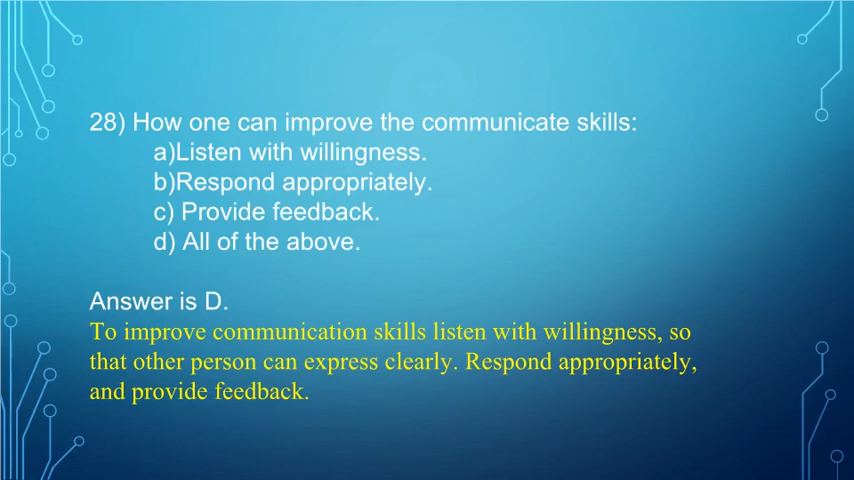 28) How one can improve the communicate skills:
a)Listen with willingness.
b)Respond appropriately.
c) Provide feedback.
d) All of the above.
Answer is D.
To improve communication skills listen with willingness, so
that other person can express clearly. Respond appropriately,
and provide feedback.